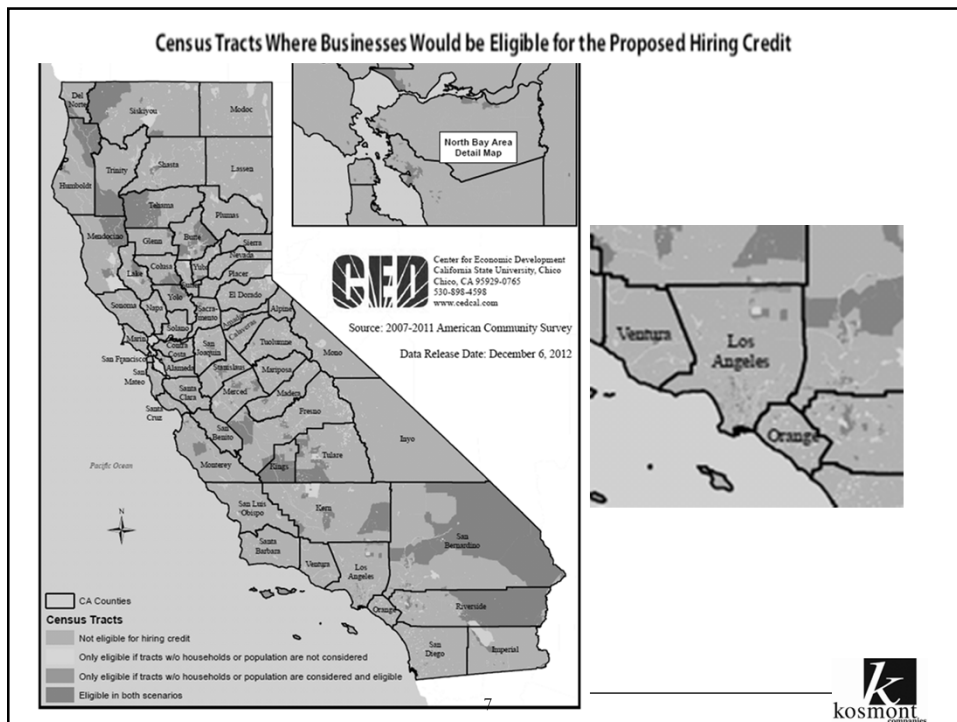 Census Tracts Where Businesses Would be Eligible for the Proposed Hiring Credit
Del
Norte
Siskiyou
Modoc
Humboldt
Trinity
Shasta
Lassen
Tehama
Plumas
Mendocino
Glenn
Butte
Sierra
Nevada
Lake
Colusa
Yuba
Placer
Sonoma
Napa
Yolo
El Dorado
Sacra-
mento
Amador
Alpine
Calaveras
Solano
Marin
Contra
Costa
San
Joaquin
Tuolumne
Mono
San Francisco
Alameda
Stanislaus
Mariposa
San
Mateo
Santa
Clara
Merced
Madera
Santa
Cruz
Fresno
San
Benito
Inyo
Monterey
Kings
Tulare
Pacific Ocean
N
San Luis
Obispo
Kern
San
Bernardino
Santa
Barbara
Ventura
Los
Angeles
Orange
Riverside
San
Diego
Imperial
North Bay Area
Detail Map
CED
Center for Economic Development
California State University, Chico
Chico, CA 95929-0765
530-898-4598
www.cedcal.com
Source: 2007-2011 American Community Survey
Data Release Date: December 6, 2012
Ventura
Los
Angeles
Orange
CA Counties
Census Tracts
Not eligible for hiring credit
Only eligible if tracts w/o households or population are not considered
Only eligible if tracts w/o households or population are considered and eligible
Eligible in both scenarios
7
k
kosmont
companies